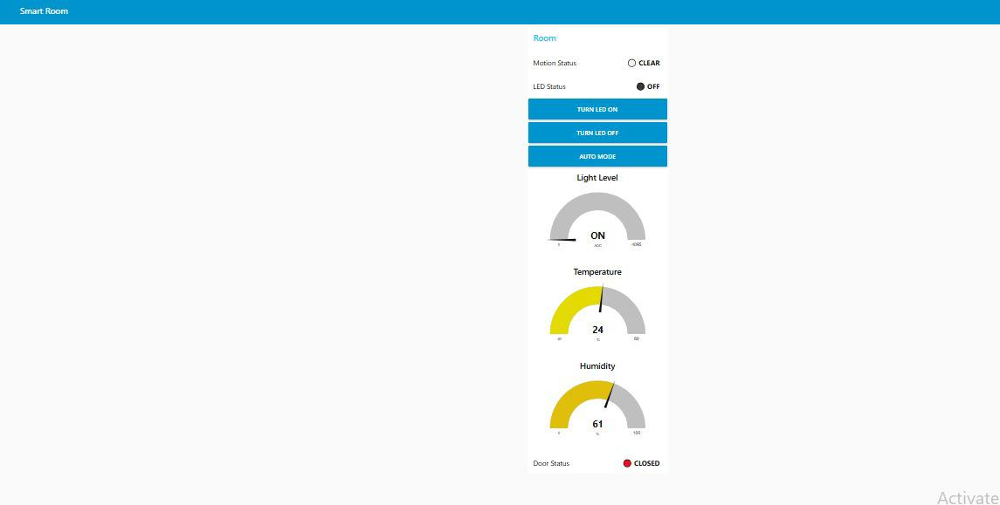 Smart Room
Room
Motion Status CLEAR
LED Status OFF
TURN LED ON
TURN LED OFF
AUTO MODE
Light Level
ON
0 ADC 4095
Temperature
24
°C 80
Humidity
61
0 % 100
Door Status CLOSED
Activate